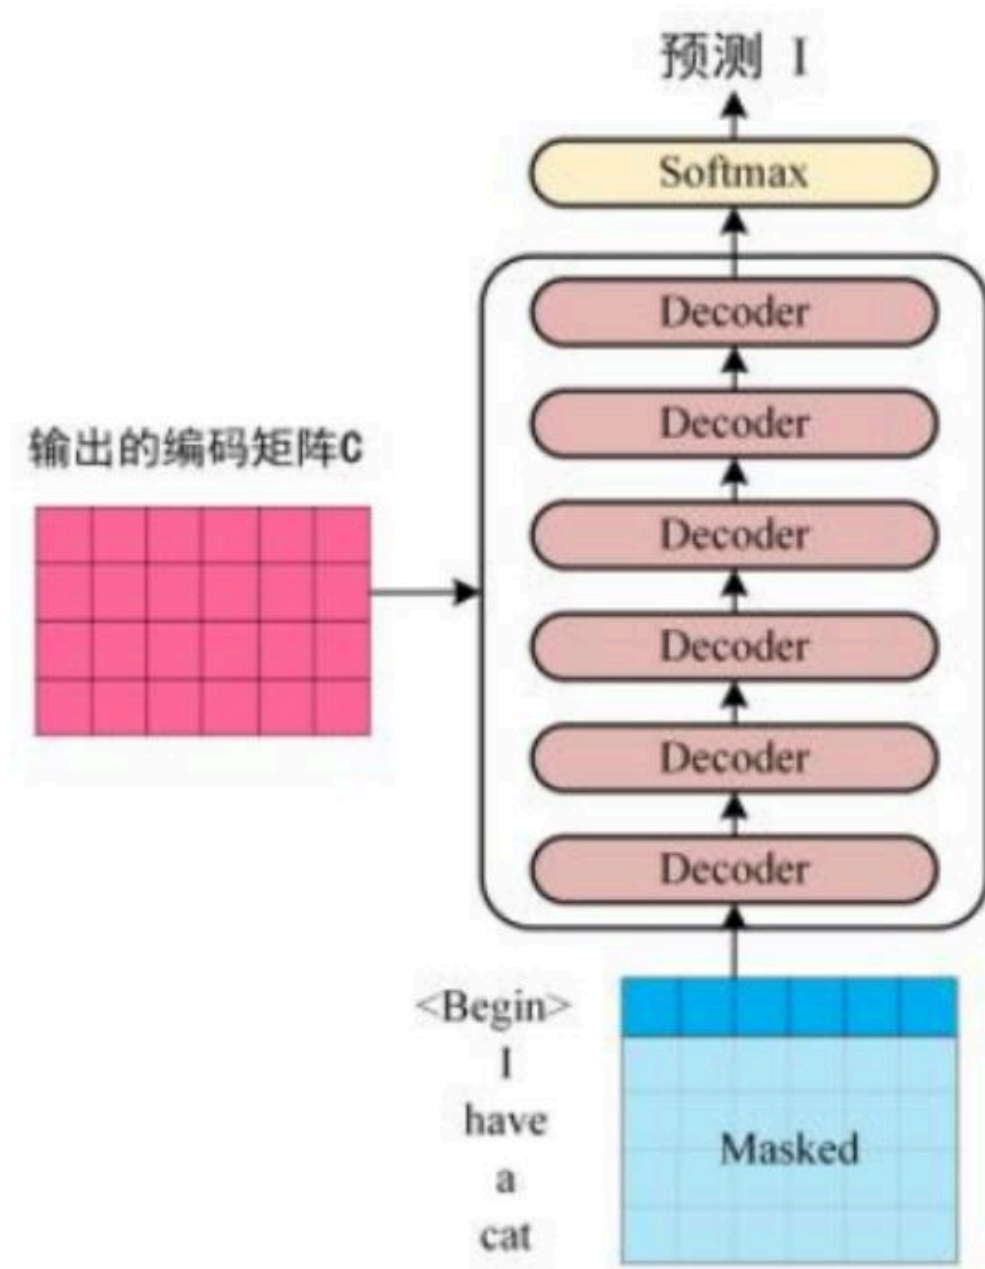 预测 I
Softmax
Decoder
Decoder
输出的编码矩阵C
Decoder
Decoder
Decoder
Decoder
<Begin>
I
have
a
cat
Masked